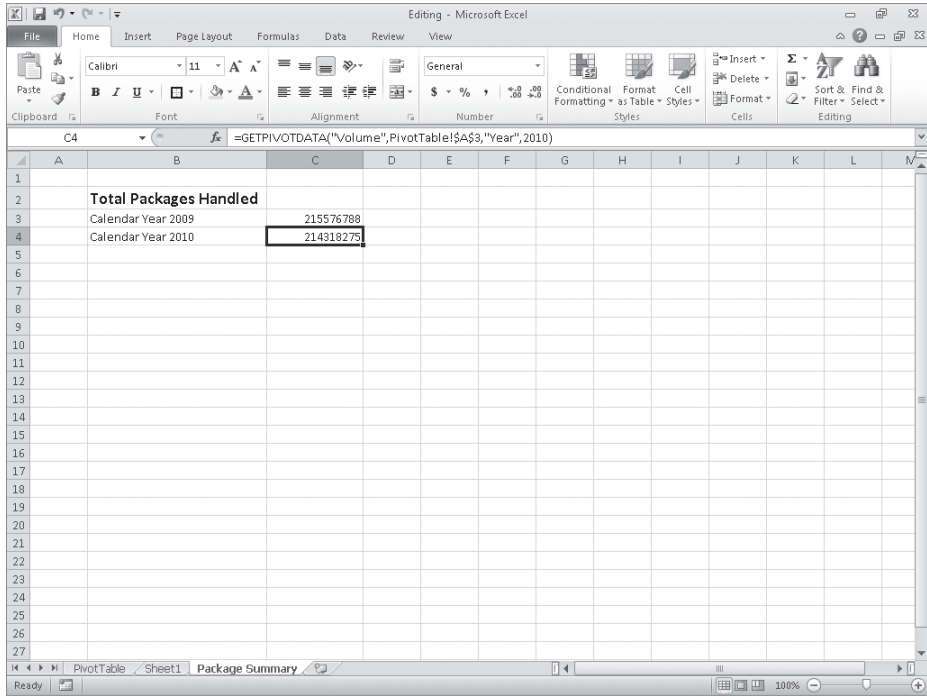 Editing - Microsoft Excel
File Home Insert Page Layout Formulas Data Review View
Paste
Calibri 11 A A
B I U A
General
$ % , .00 .00
Conditional Formatting
Format as Table
Cell Styles
Insert
Delete
Format
Σ
Sort & Filter
Find & Select
Clipboard Font Alignment Number Styles Cells Editing
C4 fx =GETPIVOTDATA("Volume",PivotTable!$A$3,"Year",2010)
A B C D E F G H I J K L M
1
2 Total Packages Handled
3 Calendar Year 2009 215576788
4 Calendar Year 2010 214318275
5
6
7
8
9
10
11
12
13
14
15
16
17
18
19
20
21
22
23
24
25
26
27
PivotTable Sheet1 Package Summary
Ready 100%